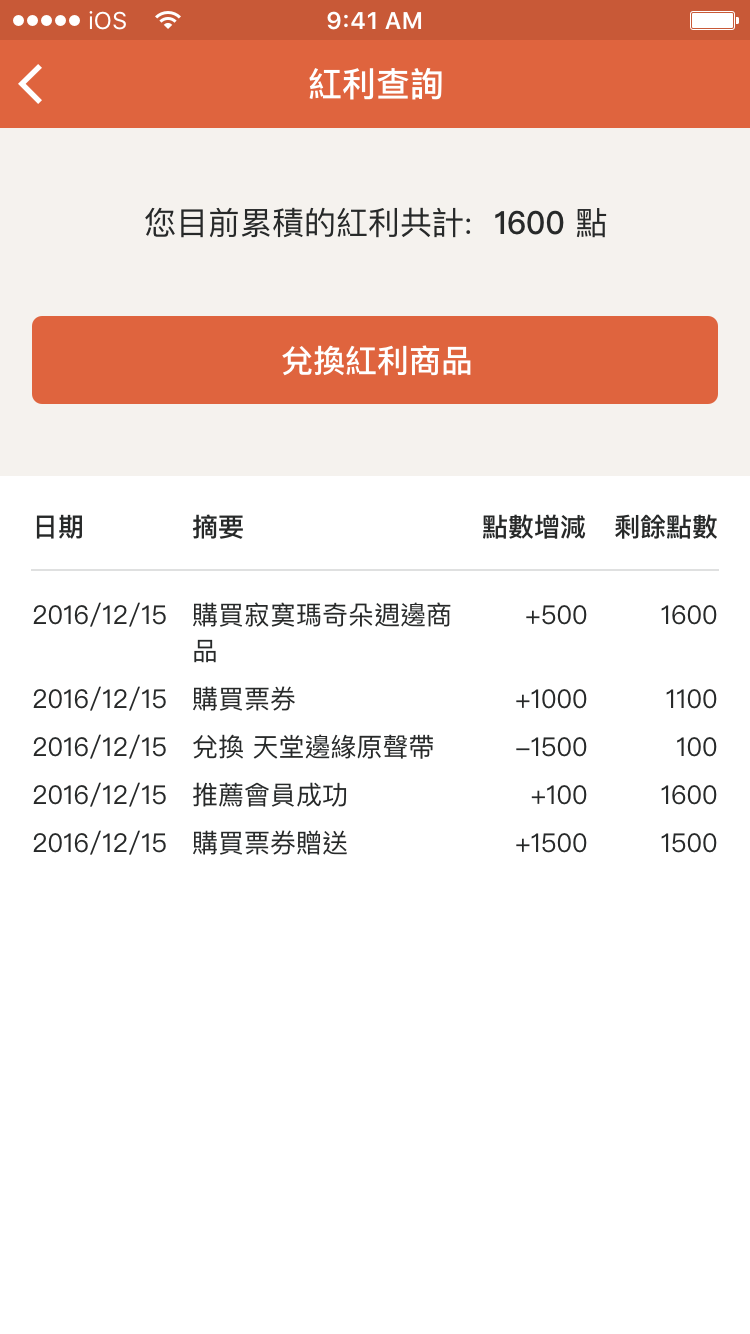 iOS 9:41 AM
紅利查詢
您目前累積的紅利共計: 1600 點
兌換紅利商品
日期 摘要 點數增減 剩餘點數
2016/12/15 購買寂寞瑪奇朵週邊商 +500 1600
品
2016/12/15 購買票券 +1000 1100
2016/12/15 兌換 天堂邊緣原聲帶 –1500 100
2016/12/15 推薦會員成功 +100 1600
2016/12/15 購買票券贈送 +1500 1500